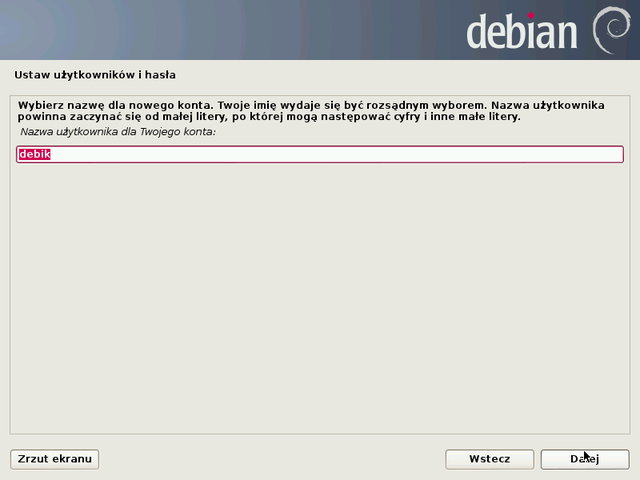 debian
Ustaw użytkowników i hasła
Wybierz nazwę dla nowego konta. Twoje imię wydaje się być rozsądnym wyborem. Nazwa użytkownika
powinna zaczynać się od małej litery, po której mogą następować cyfry i inne małe litery.
Nazwa użytkownika dla Twojego konta:
debik
Zrzut ekranu
Wstecz
Dalej